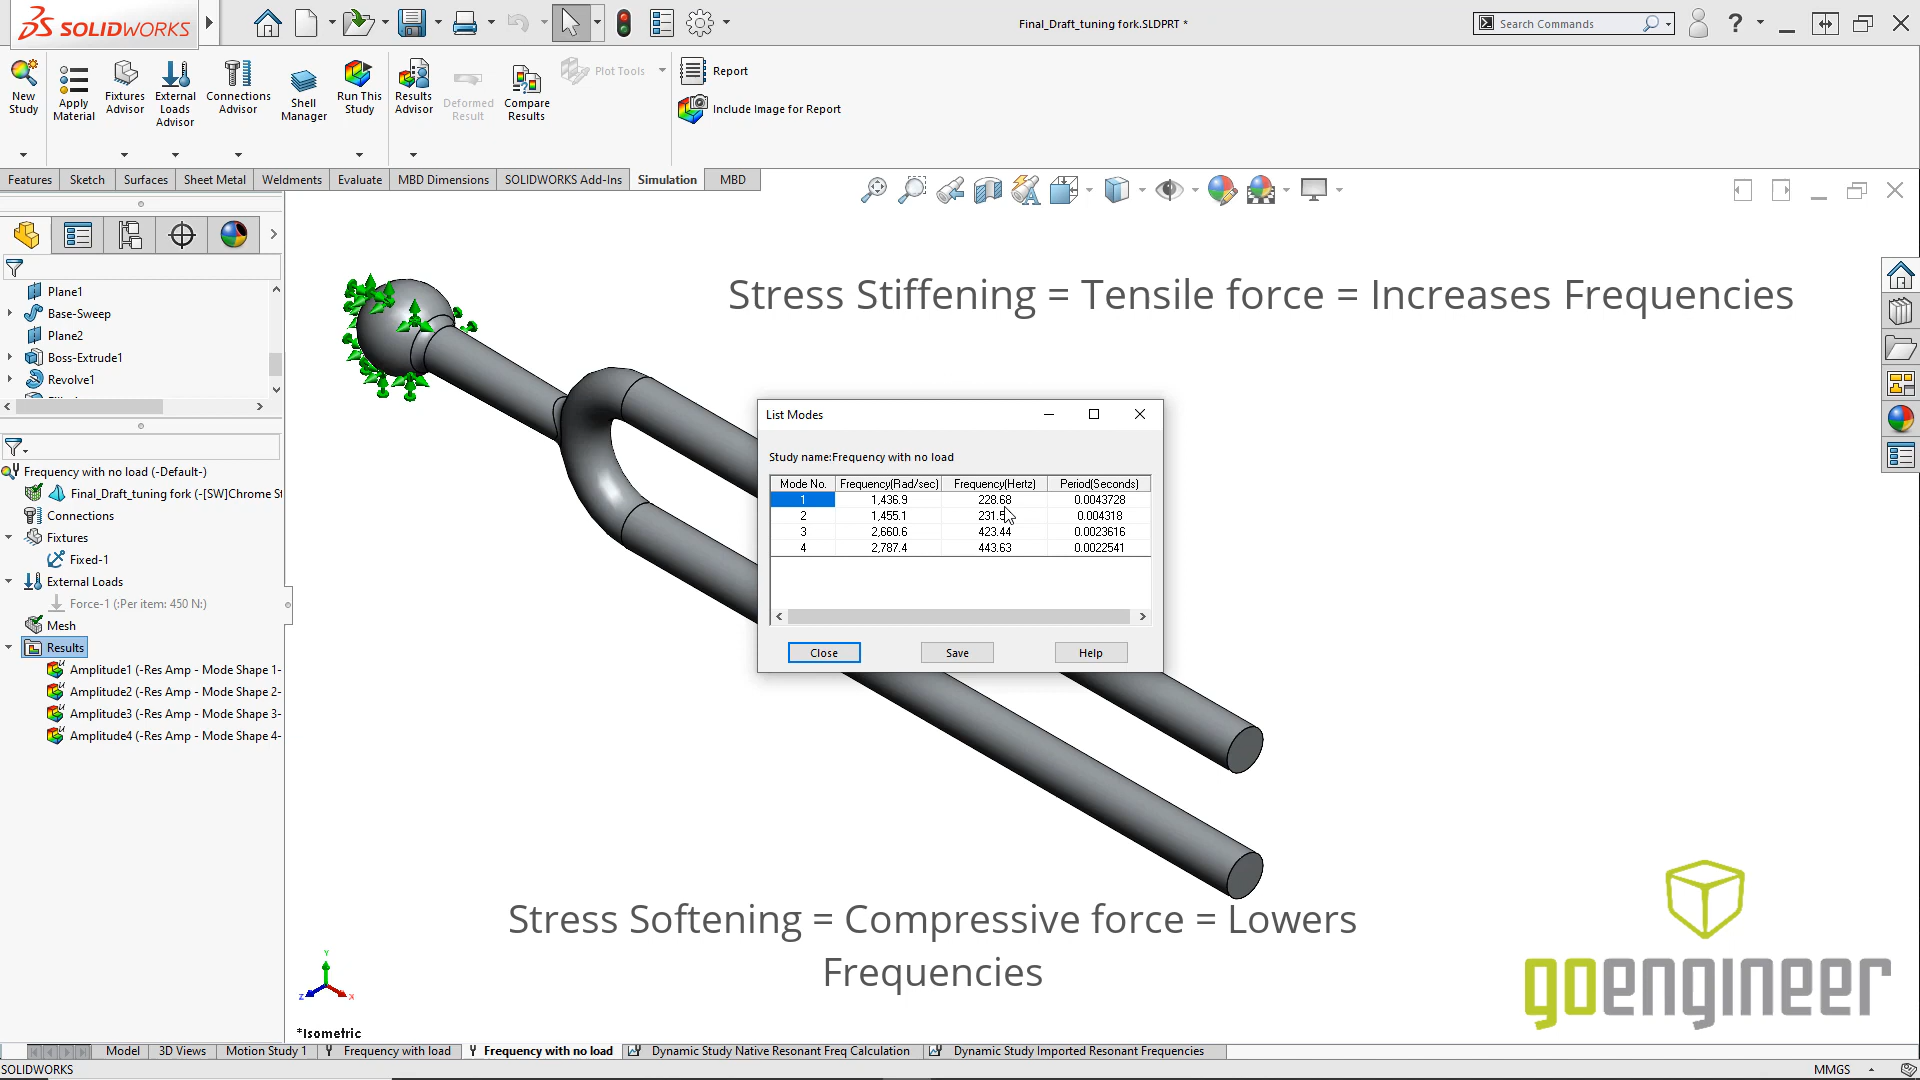 SOLIDWORKS
Final_Draft_tuning fork.SLDPRT *
Search Commands
New Study
Apply Material
Fixtures Advisor
External Loads Advisor
Connections Advisor
Shell Manager
Run This Study
Results Advisor
Deformed Result
Compare Results
Plot Tools
Report
Include Image for Report
Features Sketch Surfaces Sheet Metal Weldments Evaluate MBD Dimensions SOLIDWORKS Add-Ins Simulation MBD
Plane1
Base-Sweep
Plane2
Boss-Extrude1
Revolve1
Frequency with no load (-Default-)
Final_Draft_tuning fork (-[SW]Chrome St
Connections
Fixtures
Fixed-1
External Loads
Force-1 (:Per item: 450 N:)
Mesh
Results
Amplitude1 (-Res Amp - Mode Shape 1-
Amplitude2 (-Res Amp - Mode Shape 2-
Amplitude3 (-Res Amp - Mode Shape 3-
Amplitude4 (-Res Amp - Mode Shape 4-
Stress Stiffening = Tensile force = Increases Frequencies
List Modes
Study name:Frequency with no load
Mode No. Frequency(Rad/sec) Frequency(Hertz) Period(Seconds)
1 1,436.9 228.68 0.0043728
2 1,455.1 0.004318
3 2,660.6 423.44 0.0023616
4 2,787.4 443.63 0.0022541
Close Save Help
Stress Softening = Compressive force = Lowers
Frequencies
goengineer
Y
Z X
*Isometric
Model 3D Views Motion Study 1 Frequency with load Frequency with no load Dynamic Study Native Resonant Freq Calculation Dynamic Study Imported Resonant Frequencies
SOLIDWORKS MMGS